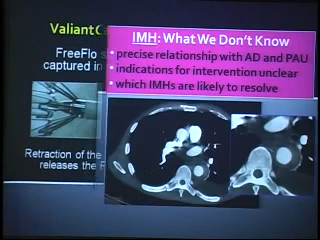 Valiant C
FreeFlo s
captured in
Retraction of the
releases the F
IMH: What We Don't Know
• precise relationship with AD and PAU
• indications for intervention unclear
• which IMHs are likely to resolve